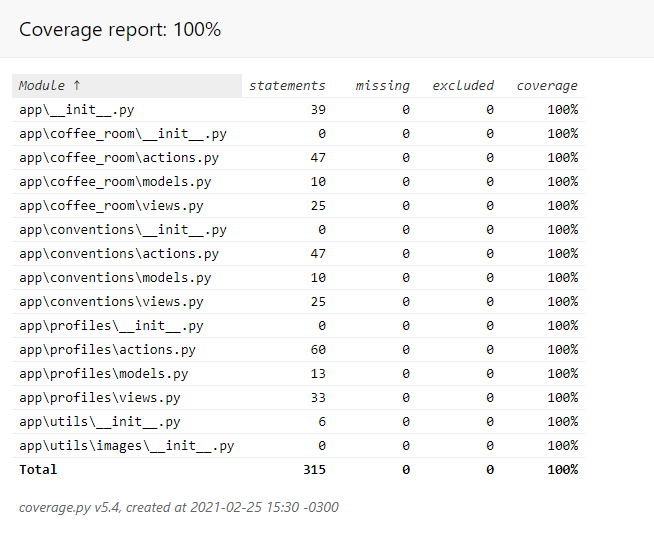 Coverage report: 100%
Module ↑ statements missing excluded coverage
app\__init__.py 39 0 0 100%
app\coffee_room\__init__.py 0 0 0 100%
app\coffee_room\actions.py 47 0 0 100%
app\coffee_room\models.py 10 0 0 100%
app\coffee_room\views.py 25 0 0 100%
app\conventions\__init__.py 0 0 0 100%
app\conventions\actions.py 47 0 0 100%
app\conventions\models.py 10 0 0 100%
app\conventions\views.py 25 0 0 100%
app\profiles\__init__.py 0 0 0 100%
app\profiles\actions.py 60 0 0 100%
app\profiles\models.py 13 0 0 100%
app\profiles\views.py 33 0 0 100%
app\utils\__init__.py 6 0 0 100%
app\utils\images\__init__.py 0 0 0 100%
Total 315 0 0 100%
coverage.py v5.4, created at 2021-02-25 15:30 -0300